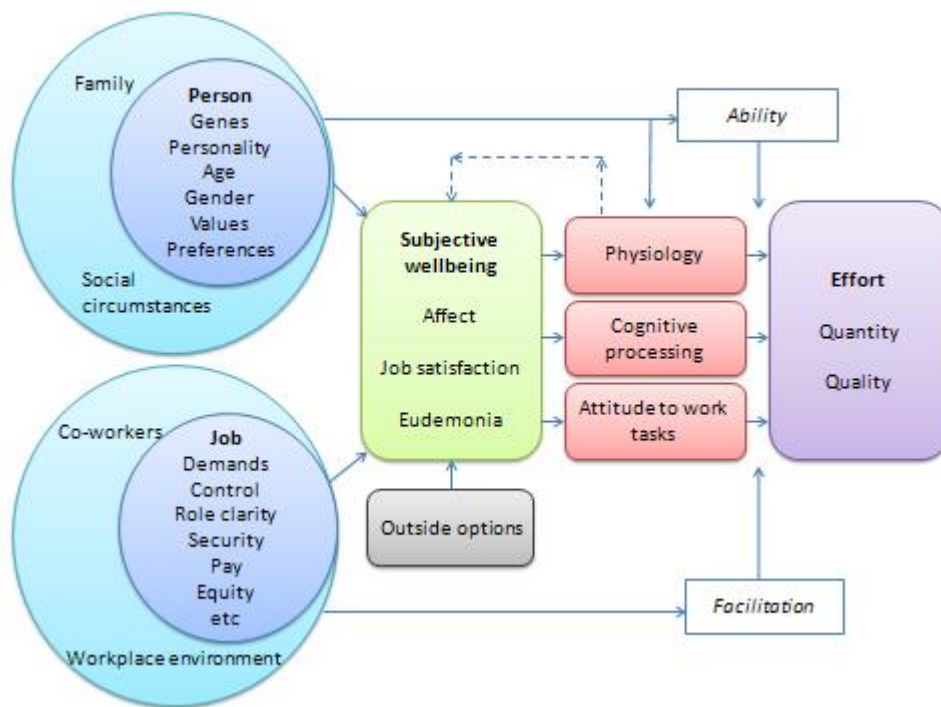 Family
Person
Genes
Personality
Age
Gender
Values
Preferences
Social
circumstances
Ability
Subjective
wellbeing
Affect
Job satisfaction
Eudemonia
Physiology
Cognitive
processing
Attitude to work
tasks
Effort
Quantity
Quality
Co-workers
Job
Demands
Control
Role clarity
Security
Pay
Equity
etc
Workplace environment
Outside options
Facilitation